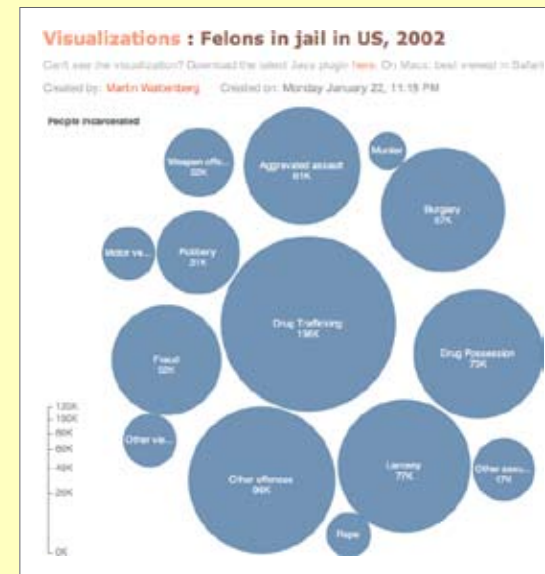 Visualizations : Felons in jail in US, 2002
Can't see the visualization? Download the latest Java plugin here. On Macs, best viewed in Safari
Created by: Martin Wattenberg Created on: Monday January 22, 11:15 PM
People incarcerated
Weapon offe...
Aggravated assault
61K
Murder
Burglary
67K
Motor ve...
Robbery
31K
Drug Trafficking
Fraud
52K
Drug Possession
73K
120K
100K
80K
60K
40K
20K
0K
Other vio...
Other offenses
96K
Larceny
77K
Other sexu...
17K
Rape